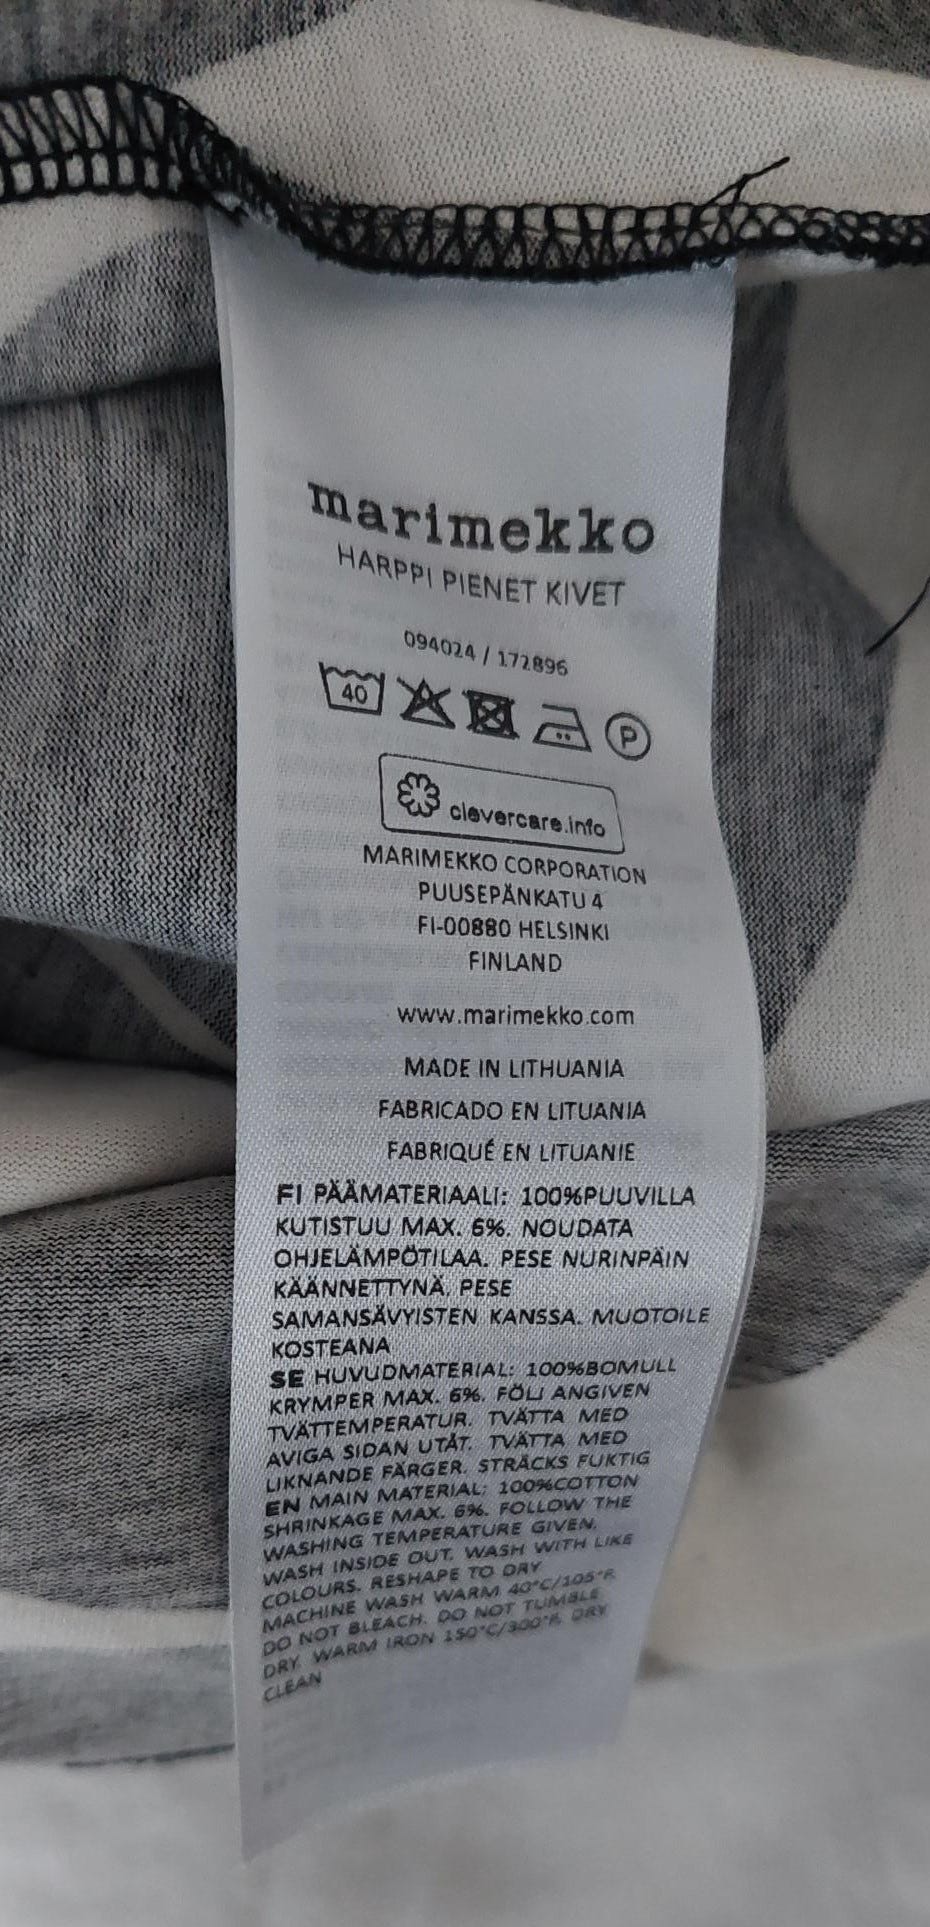 marimekko
HARPPI PIENET KIVET
094024 / 172896
40
P
clevercare.info
MARIMEKKO CORPORATION
PUUSEPÄNKATU 4
FI-00880 HELSINKI
FINLAND
www.marimekko.com
MADE IN LITHUANIA
FABRICADO EN LITUANIA
FABRIQUÉ EN LITUANIE
FI PÄÄMATERIAALI: 100%PUUVILLA
KUTISTUU MAX. 6%. NOUDATA
OHJELÄMPÖTILAA. PESE NURINPÄIN
KÄÄNNETTYNÄ. PESE
SAMANSÄVYISTEN KANSSA. MUOTOILE
KOSTEANA
SE HUVUDMATERIAL: 100%BOMULL
KRYMPER MAX. 6%. FÖLJ ANGIVEN
TVÄTTEMPERATUR. TVÄTTA MED
AVIGA SIDAN UTÅT. TVÄTTA MED
LIKNANDE FÄRGER. STRÄCKS FUKTIG
EN MAIN MATERIAL: 100%COTTON
SHRINKAGE MAX. 6%. FOLLOW THE
WASHING TEMPERATURE GIVEN.
WASH INSIDE OUT. WASH WITH LIKE
COLOURS. RESHAPE TO DRY
MACHINE WASH WARM 40°C/105°F.
DO NOT BLEACH. DO NOT TUMBLE
DRY. WARM IRON 150°C/300°F. DRY
CLEAN